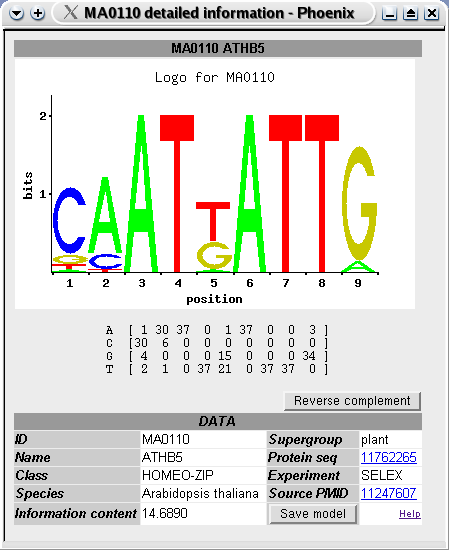 MA0110 detailed information - Phoenix
MA0110 ATHB5
Logo for MA0110
2
1
bits
C A A T T A T T G
G C G A
T T
A
1 2 3 4 5 6 7 8 9
position
A [ 1 30 37 0 1 37 0 0 3 ]
C [30 6 0 0 0 0 0 0 0 ]
G [ 4 0 0 0 15 0 0 0 34 ]
T [ 2 1 0 37 21 0 37 37 0 ]
Reverse complement
DATA
ID MA0110 Supergroup plant
Name ATHB5 Protein seq 11762265
Class HOMEO-ZIP Experiment SELEX
Species Arabidopsis thaliana Source PMID 11247607
Information content 14.6890 Save model Help